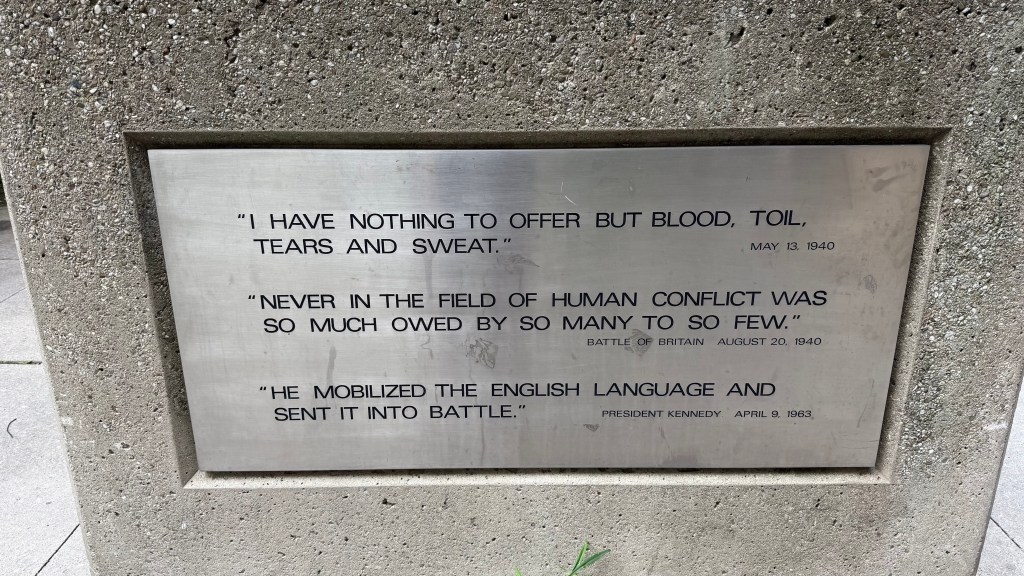 “I HAVE NOTHING TO OFFER BUT BLOOD, TOIL,
TEARS AND SWEAT.” MAY 13, 1940
“NEVER IN THE FIELD OF HUMAN CONFLICT WAS
SO MUCH OWED BY SO MANY TO SO FEW.”
BATTLE OF BRITAIN AUGUST 20, 1940
“HE MOBILIZED THE ENGLISH LANGUAGE AND
SENT IT INTO BATTLE.” PRESIDENT KENNEDY APRIL 9, 1963